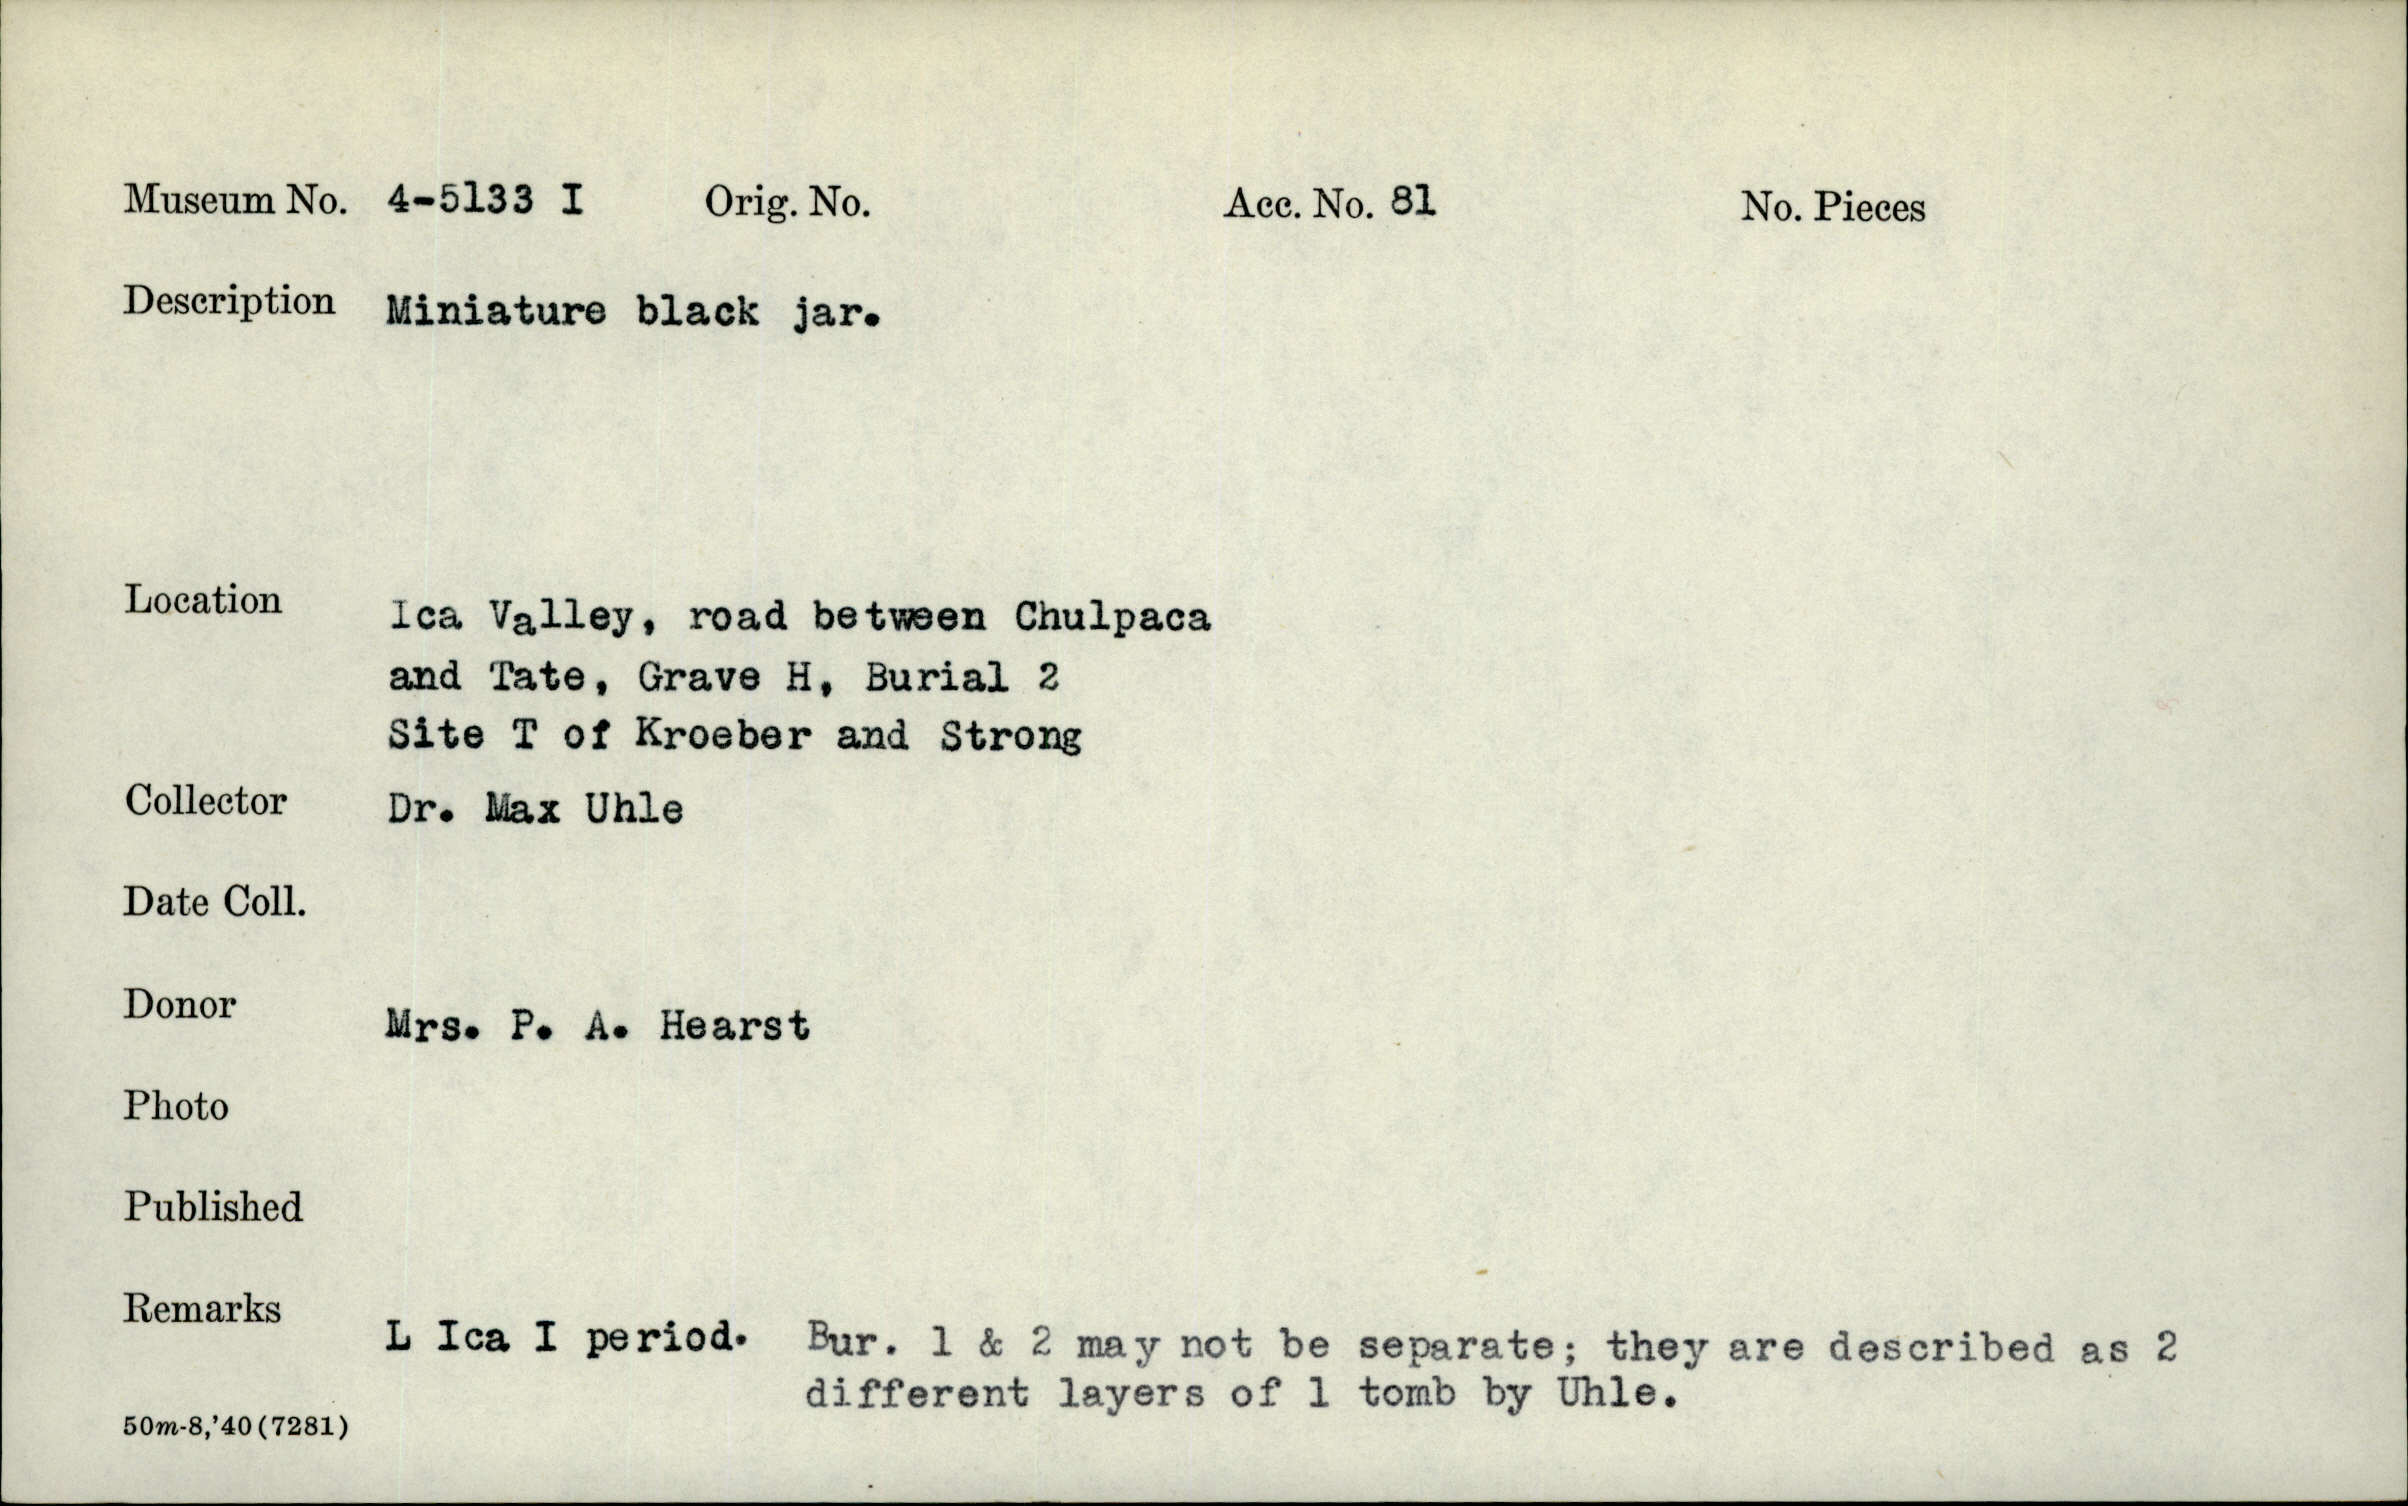 Museum No. 4-5133 I Orig. No. Acc. No. 81 No. Pieces
Description Miniature black jar.
Location Ica Valley, road between Chulpaca
and Tate, Grave H, Burial 2
Site T of Kroeber and Strong
Collector Dr. Max Uhle
Date Coll.
Donor Mrs. P. A. Hearst
Photo
Published
Remarks L Ica I period. Bur. 1 & 2 may not be separate; they are described as 2
different layers of 1 tomb by Uhle.
50m-8,'40(7281)